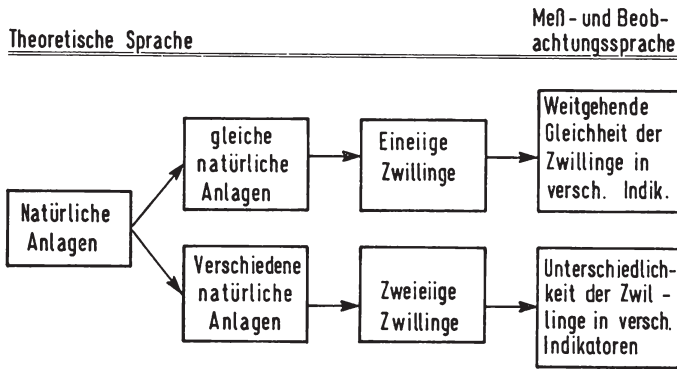 Theoretische Sprache
Meß- und Beob-
achtungssprache
Natürliche
Anlagen
gleiche
natürliche
Anlagen
Eineiige
Zwillinge
Weitgehende
Gleichheit der
Zwillinge in
versch. Indik.
Verschiedene
natürliche
Anlagen
Zweieiige
Zwillinge
Unterschiedlich-
keit der Zwil -
llinge in versch.
Indikatoren